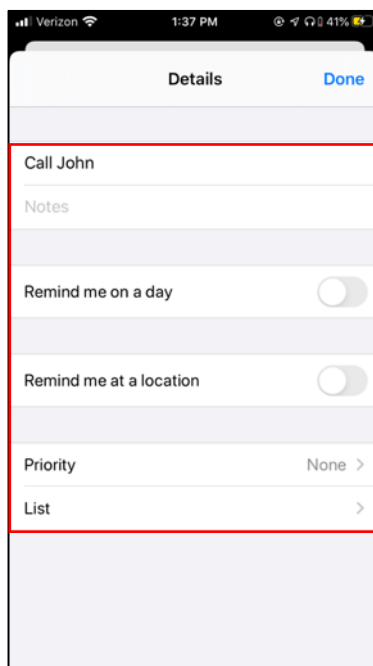 Verizon 1:37 PM 41%
Details Done
Call John
Notes
Remind me on a day
Remind me at a location
Priority None >
List >